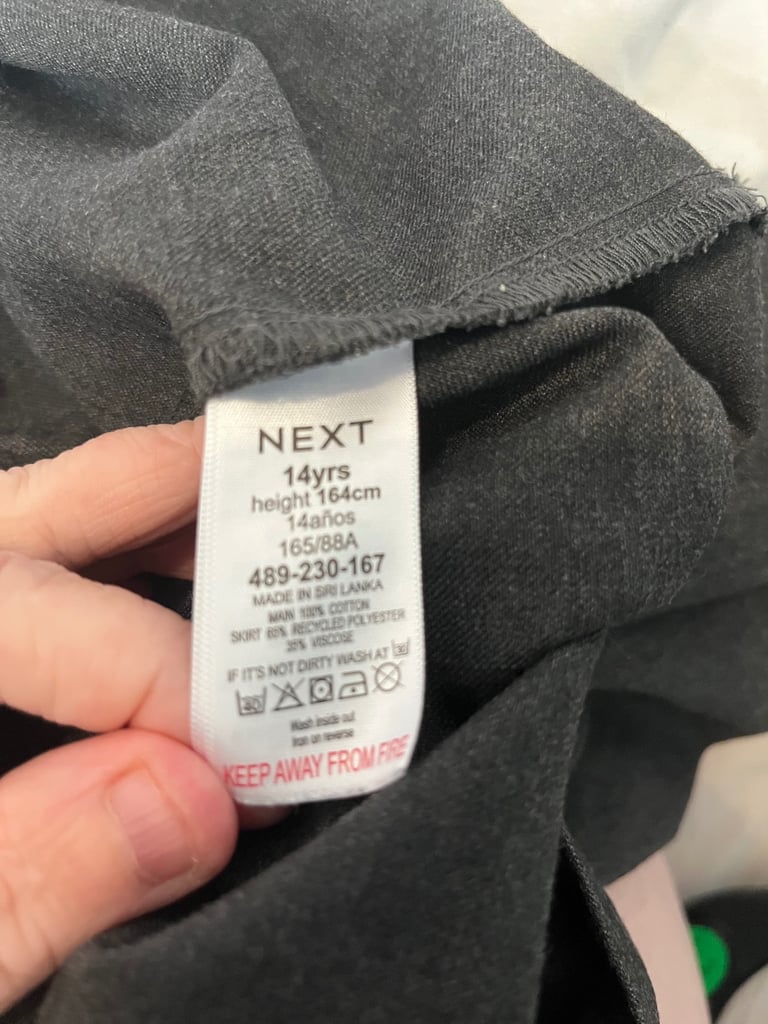 NEXT
14yrs
height 164cm
14años
165/88A
489-230-167
MADE IN SRI LANKA
MAIN 100% COTTON
SKIRT 65% RECYCLED POLYESTER
35% VISCOSE
IF IT'S NOT DIRTY WASH AT 30
40
Wash inside out
Iron on reverse
KEEP AWAY FROM FIRE